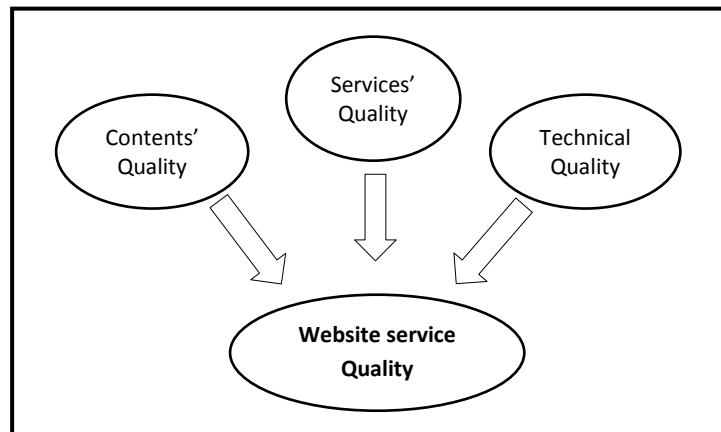 Contents’
Quality
Services’
Quality
Technical
Quality
Website service
Quality